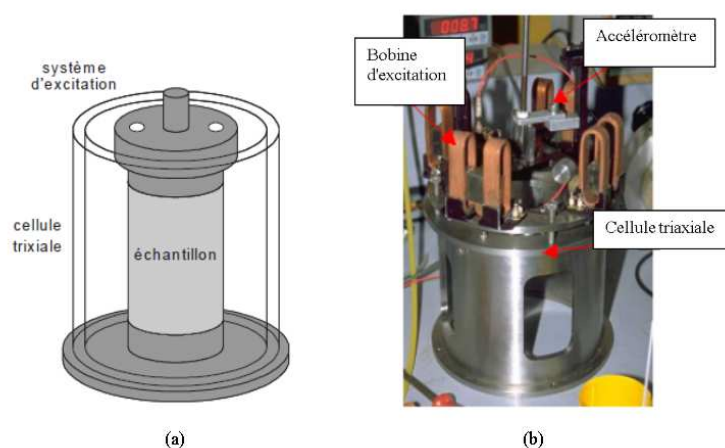 système
d'excitation
cellule
trixiale
échantillon
(a)
0087
Bobine
d'excitation
Accéléromètre
Cellule triaxiale
(b)